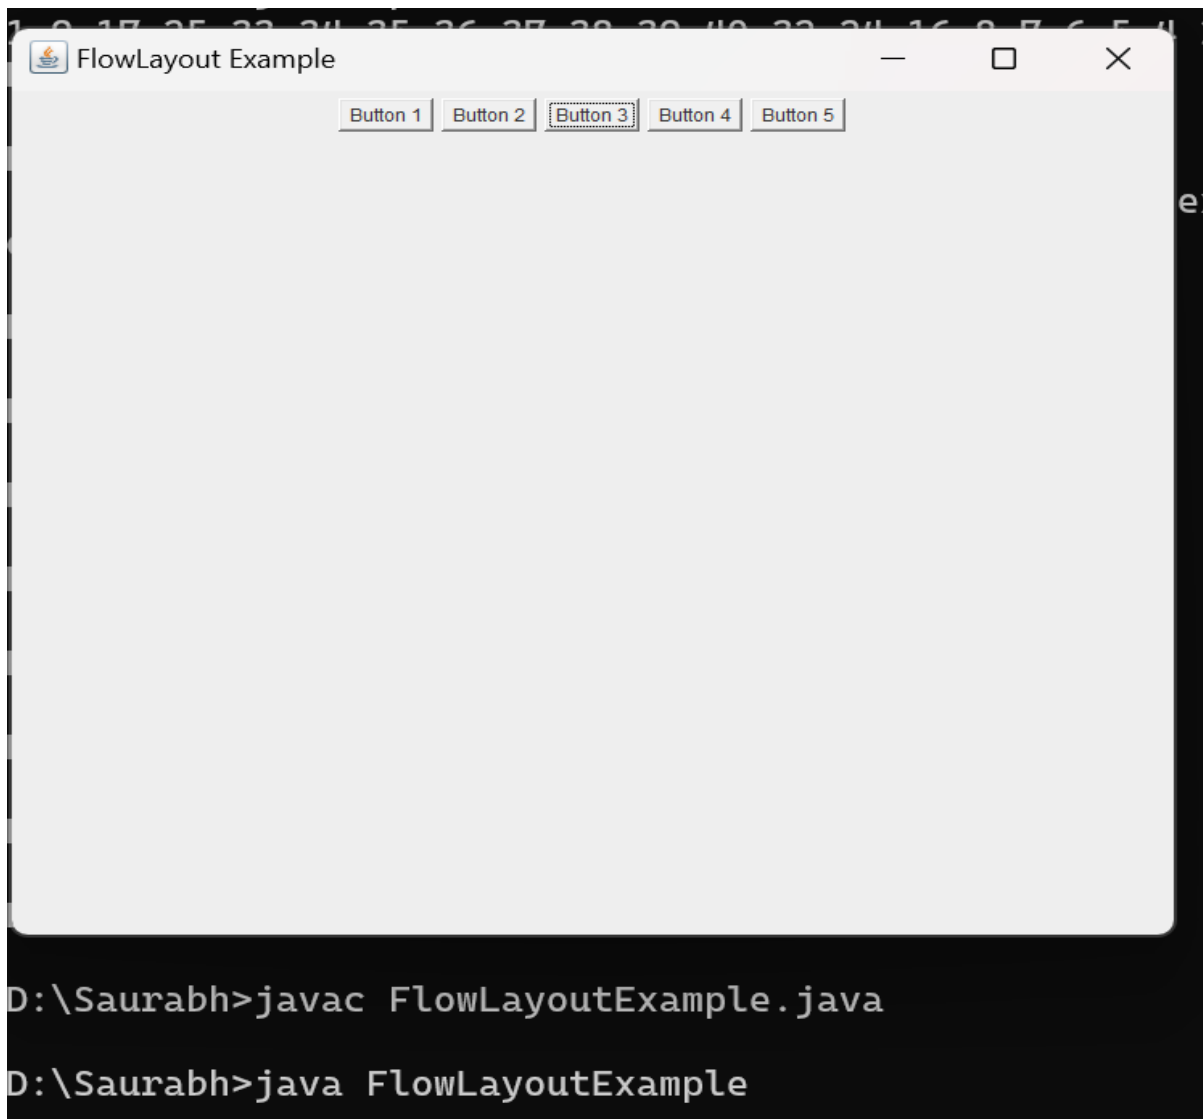 FlowLayout Example
Button 1 Button 2 Button 3 Button 4 Button 5
D:\Saurabh>javac FlowLayoutExample.java
D:\Saurabh>java FlowLayoutExample